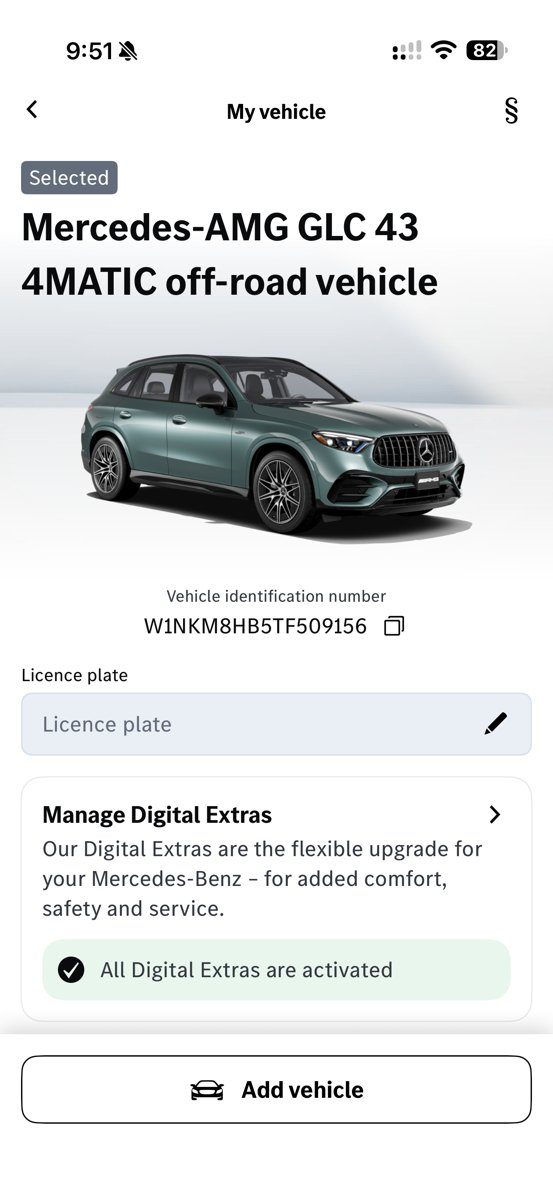 9:51
82
My vehicle
§
Selected
Mercedes-AMG GLC 43
4MATIC off-road vehicle
AMG
Vehicle identification number
W1NKM8HB5TF509156
Licence plate
Licence plate
Manage Digital Extras
Our Digital Extras are the flexible upgrade for
your Mercedes-Benz – for added comfort,
safety and service.
All Digital Extras are activated
Add vehicle